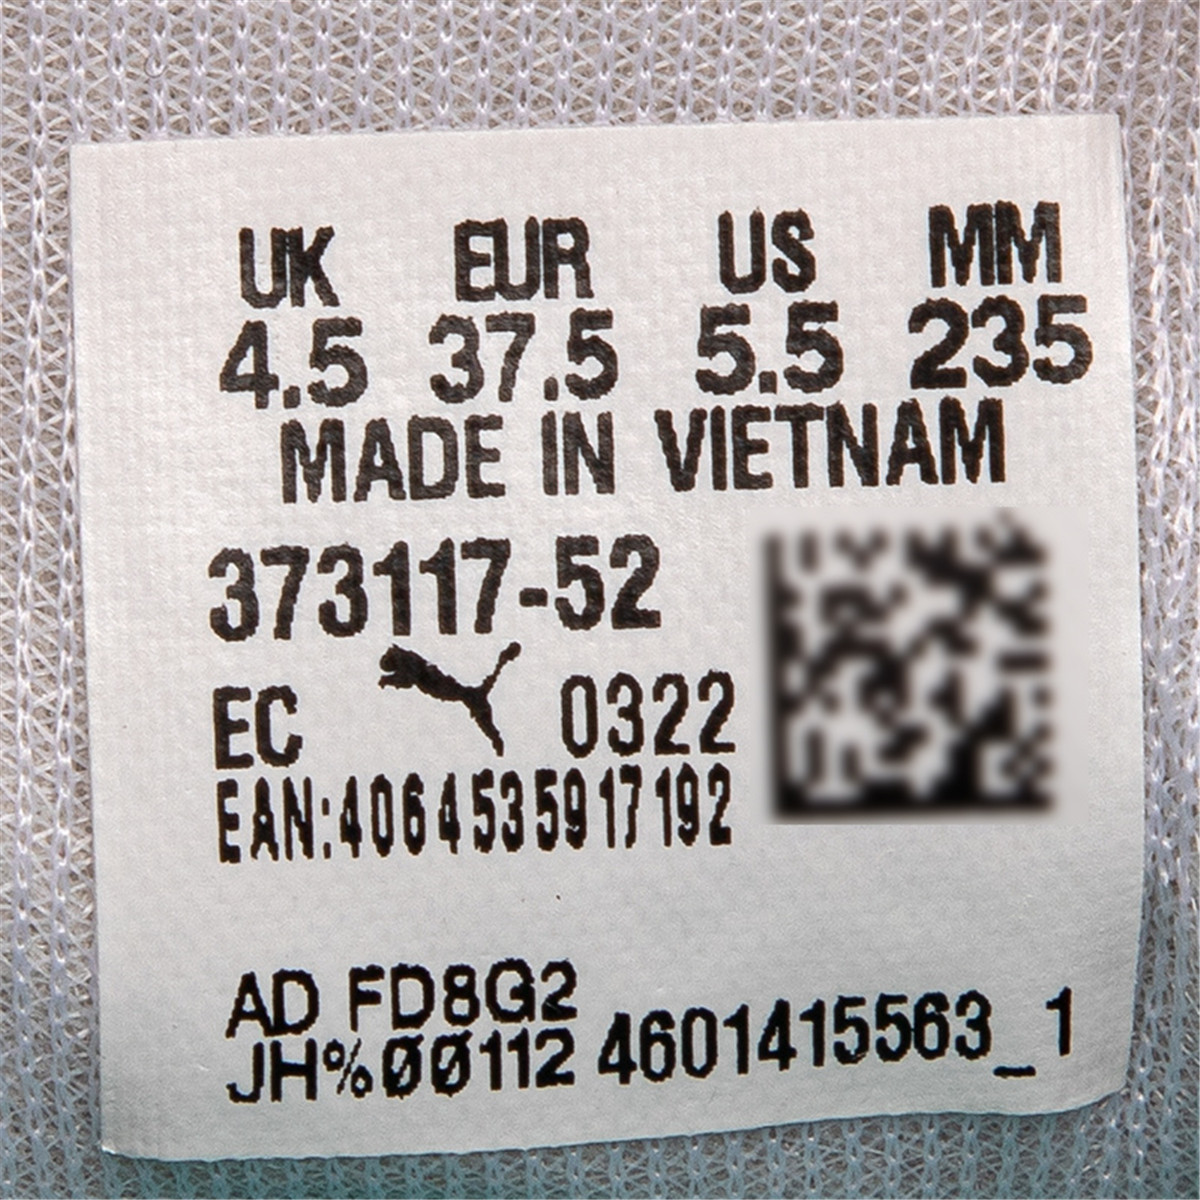 UK EUR US MM
4.5 37.5 5.5 235
MADE IN VIETNAM
373117-52
EC 0322
EAN:4064535917192
AD FD8G2
JH%00112 4601415563_1